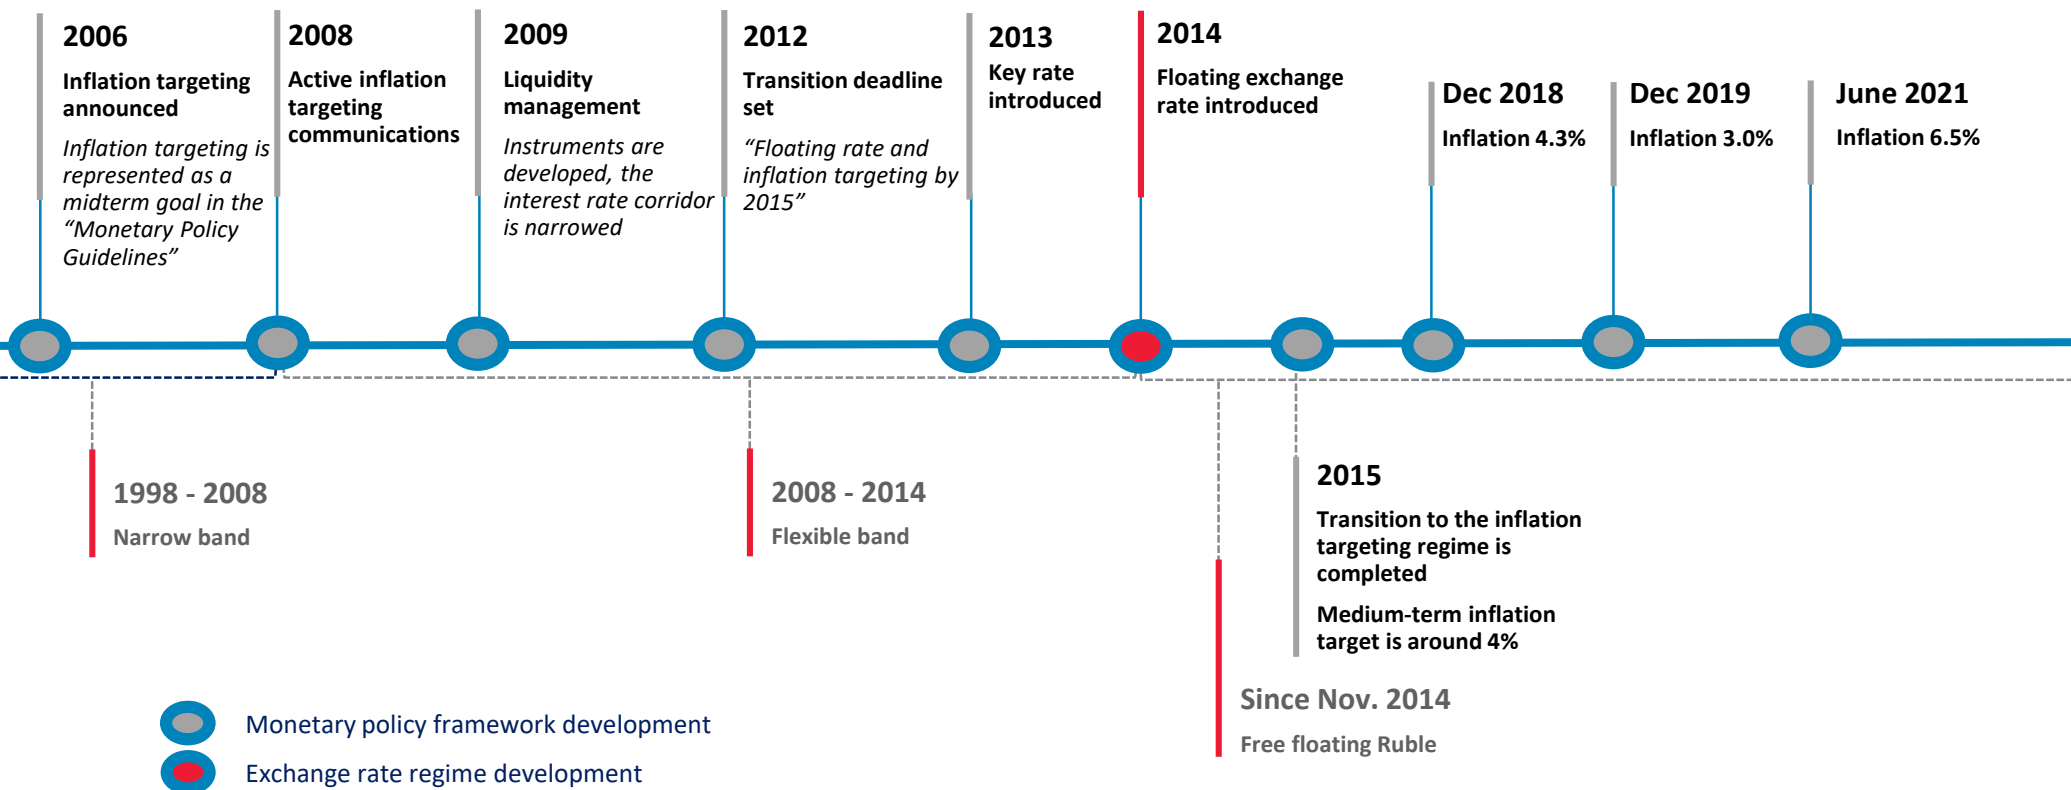 2006
Inflation targeting
announced
Inflation targeting is
represented as a
midterm goal in the
“Monetary Policy
Guidelines”
2008
Active inflation
targeting
communications
2009
Liquidity
management
Instruments are
developed, the
interest rate corridor
is narrowed
2012
Transition deadline
set
“Floating rate and
inflation targeting by
2015”
2013
Key rate
introduced
2014
Floating exchange
rate introduced
Dec 2018
Inflation 4.3%
Dec 2019
Inflation 3.0%
June 2021
Inflation 6.5%
1998 - 2008
Narrow band
2008 - 2014
Flexible band
2015
Transition to the inflation
targeting regime is
completed
Medium-term inflation
target is around 4%
Since Nov. 2014
Free floating Ruble
Monetary policy framework development
Exchange rate regime development